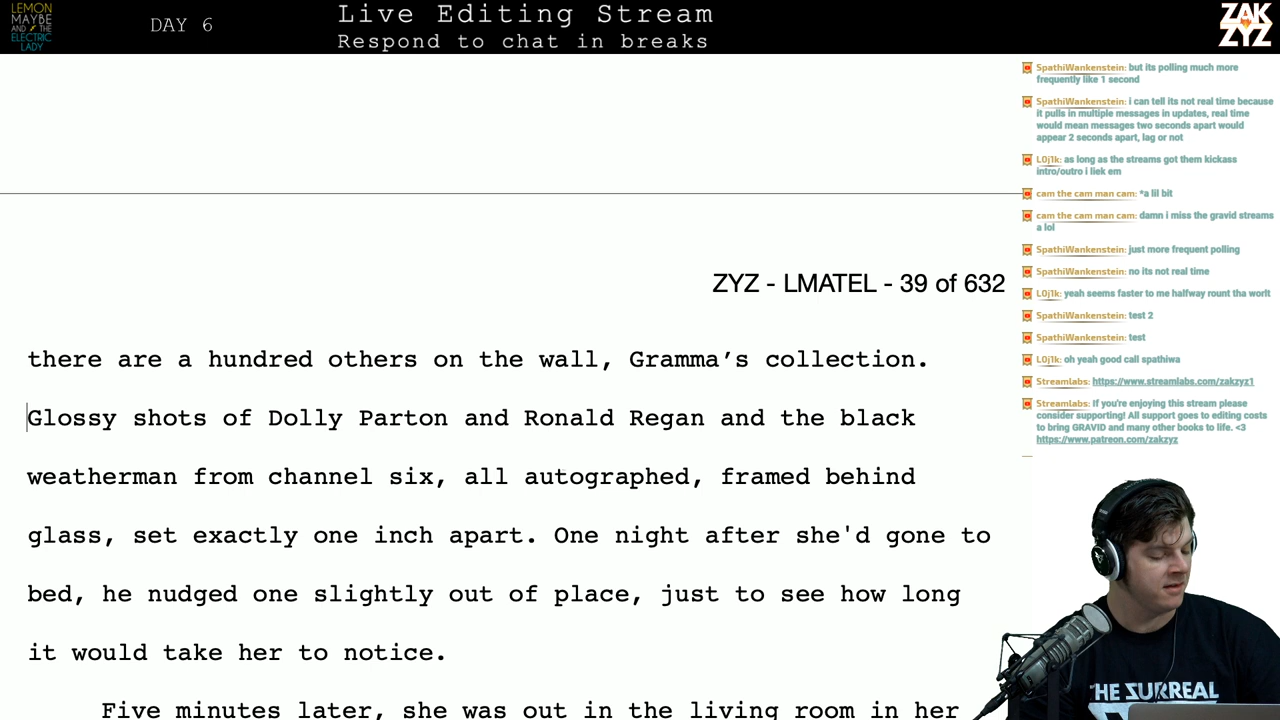 LEMON
MAYBE
AND THE
ELECTRIC
LADY
DAY 6
Live Editing Stream
Respond to chat in breaks
ZAK
ZYZ
SpathiWankenstein: but its polling much more
frequently like 1 second
SpathiWankenstein: i can tell its not real time because
it pulls in multiple messages in updates, real time
would mean messages two seconds apart would
appear 2 seconds apart, lag or not
L0j1k: as long as the streams got them kickass
intro/outro i liek em
cam the cam man cam: *a lil bit
cam the cam man cam: damn i miss the gravid streams
a lol
SpathiWankenstein: just more frequent polling
SpathiWankenstein: no its not real time
L0j1k: yeah seems faster to me halfway rount tha worlt
SpathiWankenstein: test 2
SpathiWankenstein: test
L0j1k: oh yeah good call spathiwa
Streamlabs: https://www.streamlabs.com/zakzyz1
Streamlabs: If you're enjoying this stream please
consider supporting! All support goes to editing costs
to bring GRAVID and many other books to life. <3
https://www.patreon.com/zakzyz
ZYZ - LMATEL - 39 of 632
there are a hundred others on the wall, Gramma’s collection.
Glossy shots of Dolly Parton and Ronald Regan and the black
weatherman from channel six, all autographed, framed behind
glass, set exactly one inch apart. One night after she'd gone to
bed, he nudged one slightly out of place, just to see how long
it would take her to notice.
Five minutes later, she was out in the living room in her
HE ZURREAL